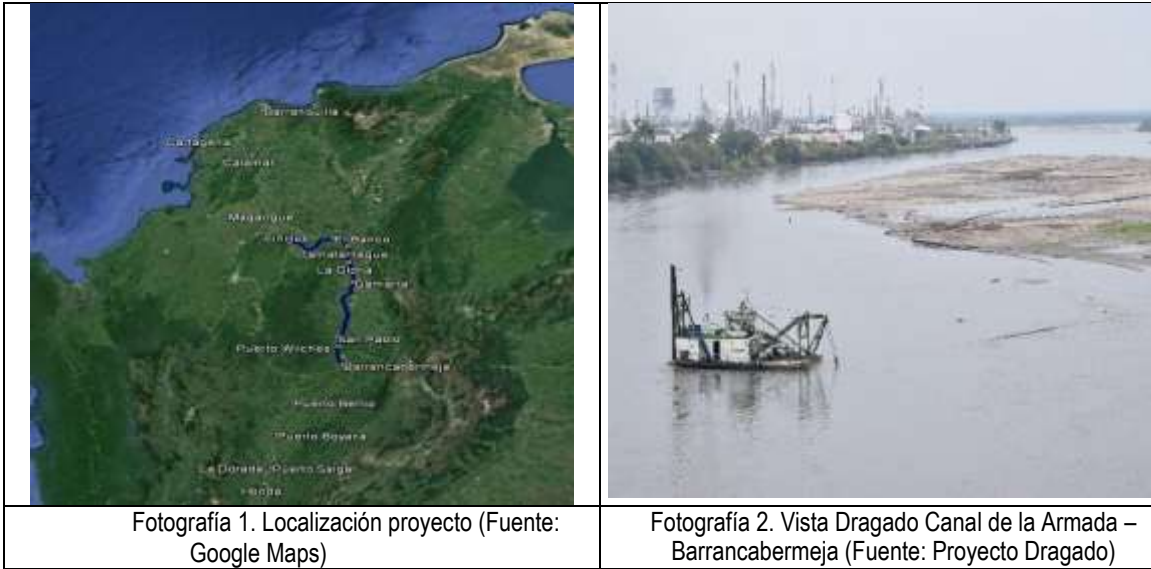 Barranquilla
Cartagena
Calamar
Magangue
Pinillos El Banco
Tamalameque
La Gloria
Gamarra
San Pablo
Puerto Wilches
Barrancabermeja
Puerto Berrio
Puerto Boyaca
La Dorada, Puerto Salgar
Honda
Fotografía 1. Localización proyecto (Fuente:
Google Maps)
Fotografía 2. Vista Dragado Canal de la Armada –
Barrancabermeja (Fuente: Proyecto Dragado)